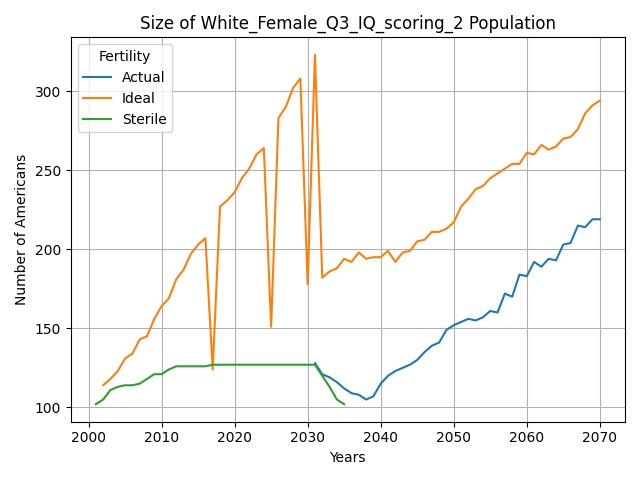 Size of White_Female_Q3_IQ_scoring_2 Population
Fertility
Actual
Ideal
Sterile
Number of Americans
300
250
200
150
100
2000 2010 2020 2030 2040 2050 2060 2070
Years